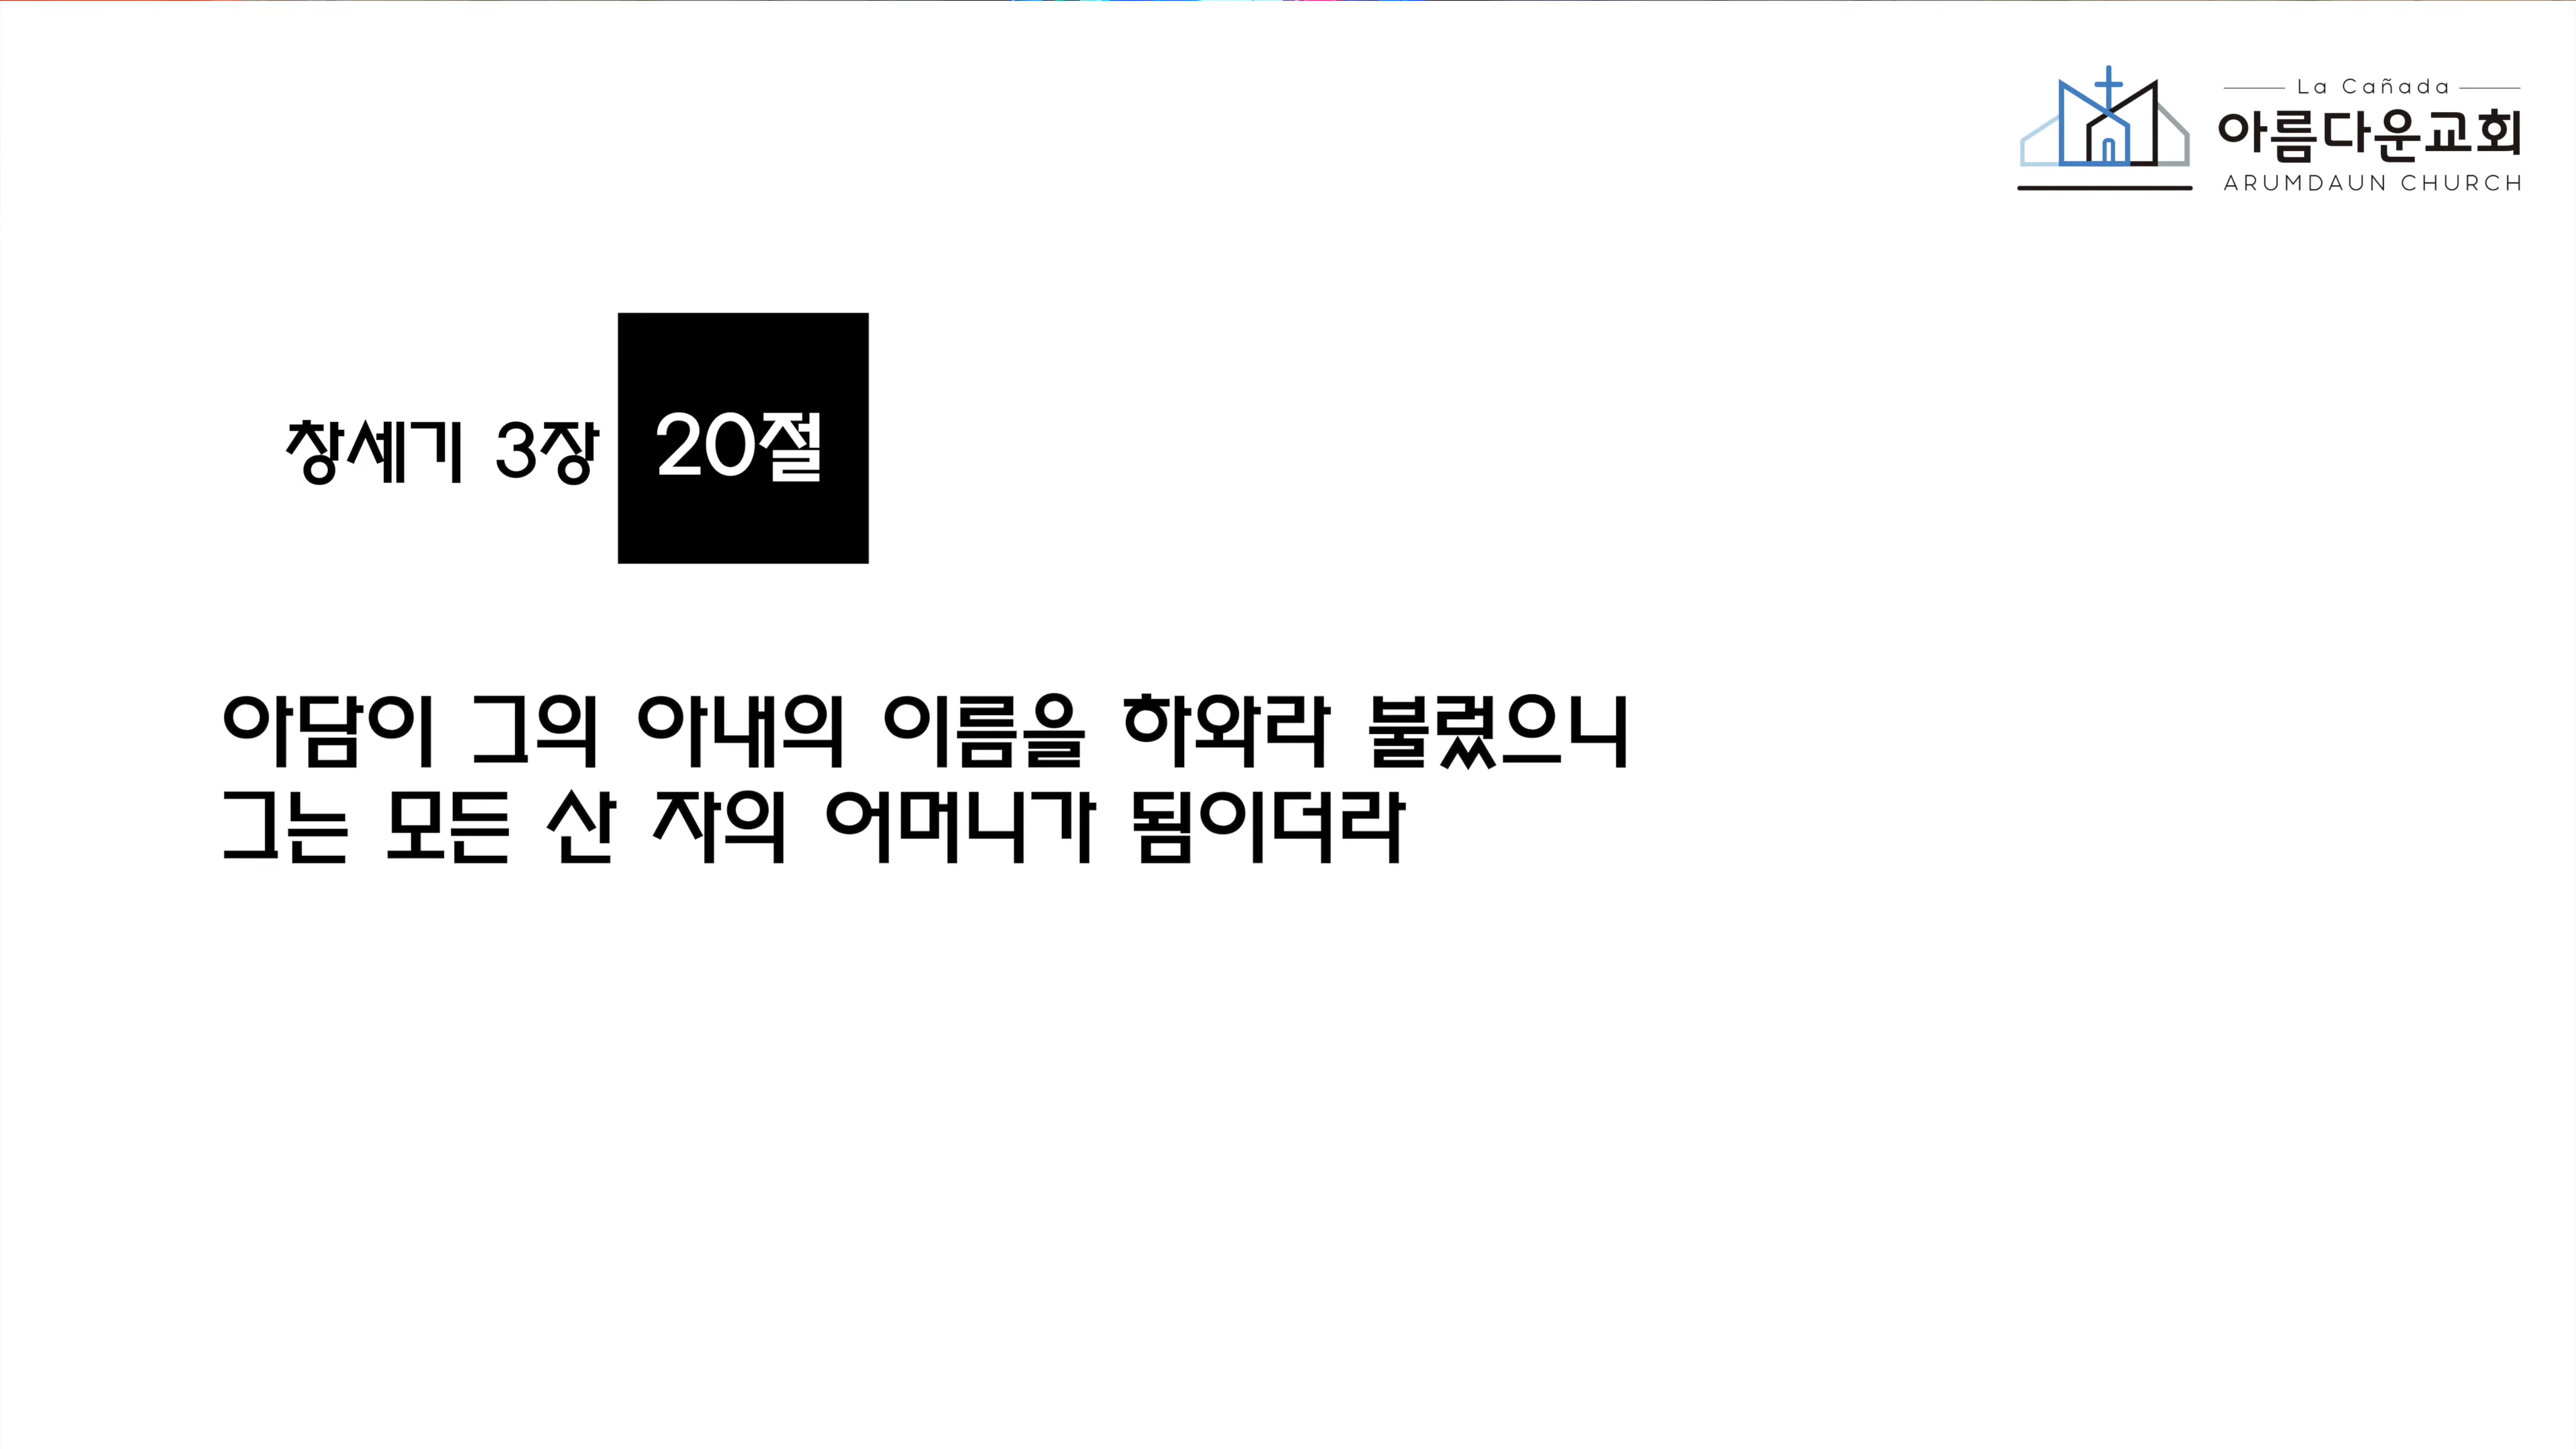 La Cañada
아름다운교회
ARUMDAUN CHURCH
창세기 3장 20절
아담이 그의 아내의 이름을 하와라 불렀으니
그는 모든 산 자의 어머니가 됨이더라